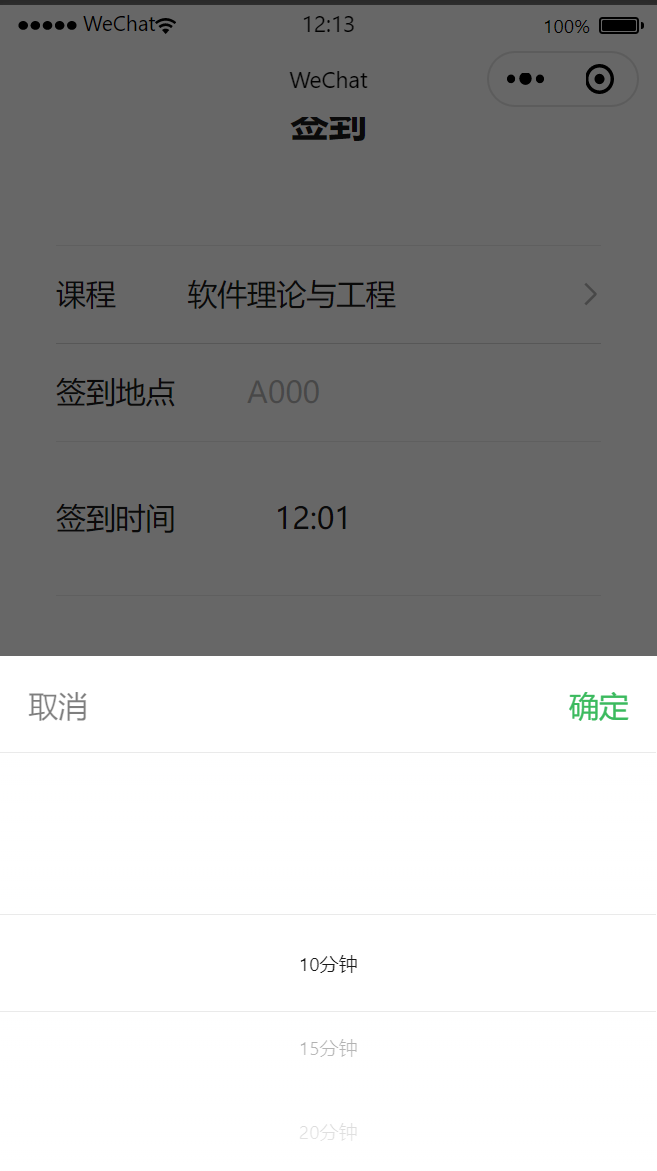 WeChat 12:13 100%
WeChat
签到
课程 软件理论与工程
签到地点 A000
签到时间 12:01
取消 确定
10分钟
15分钟
20分钟